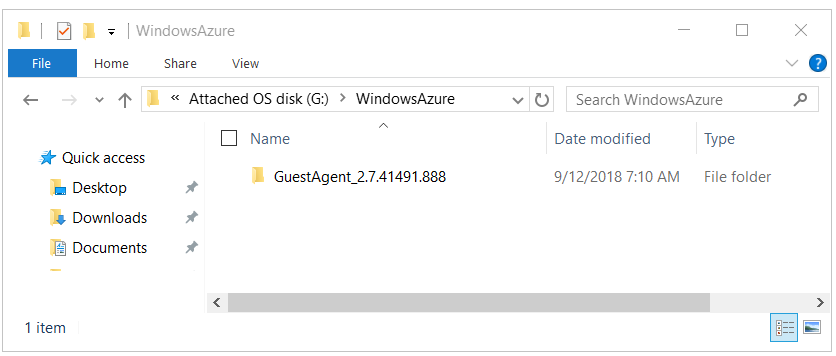 WindowsAzure
File Home Share View ?
« Attached OS disk (G:) > WindowsAzure Search WindowsAzure
Name Date modified Type
Quick access
GuestAgent_2.7.41491.888 9/12/2018 7:10 AM File folder
Desktop
Downloads
Documents
1 item